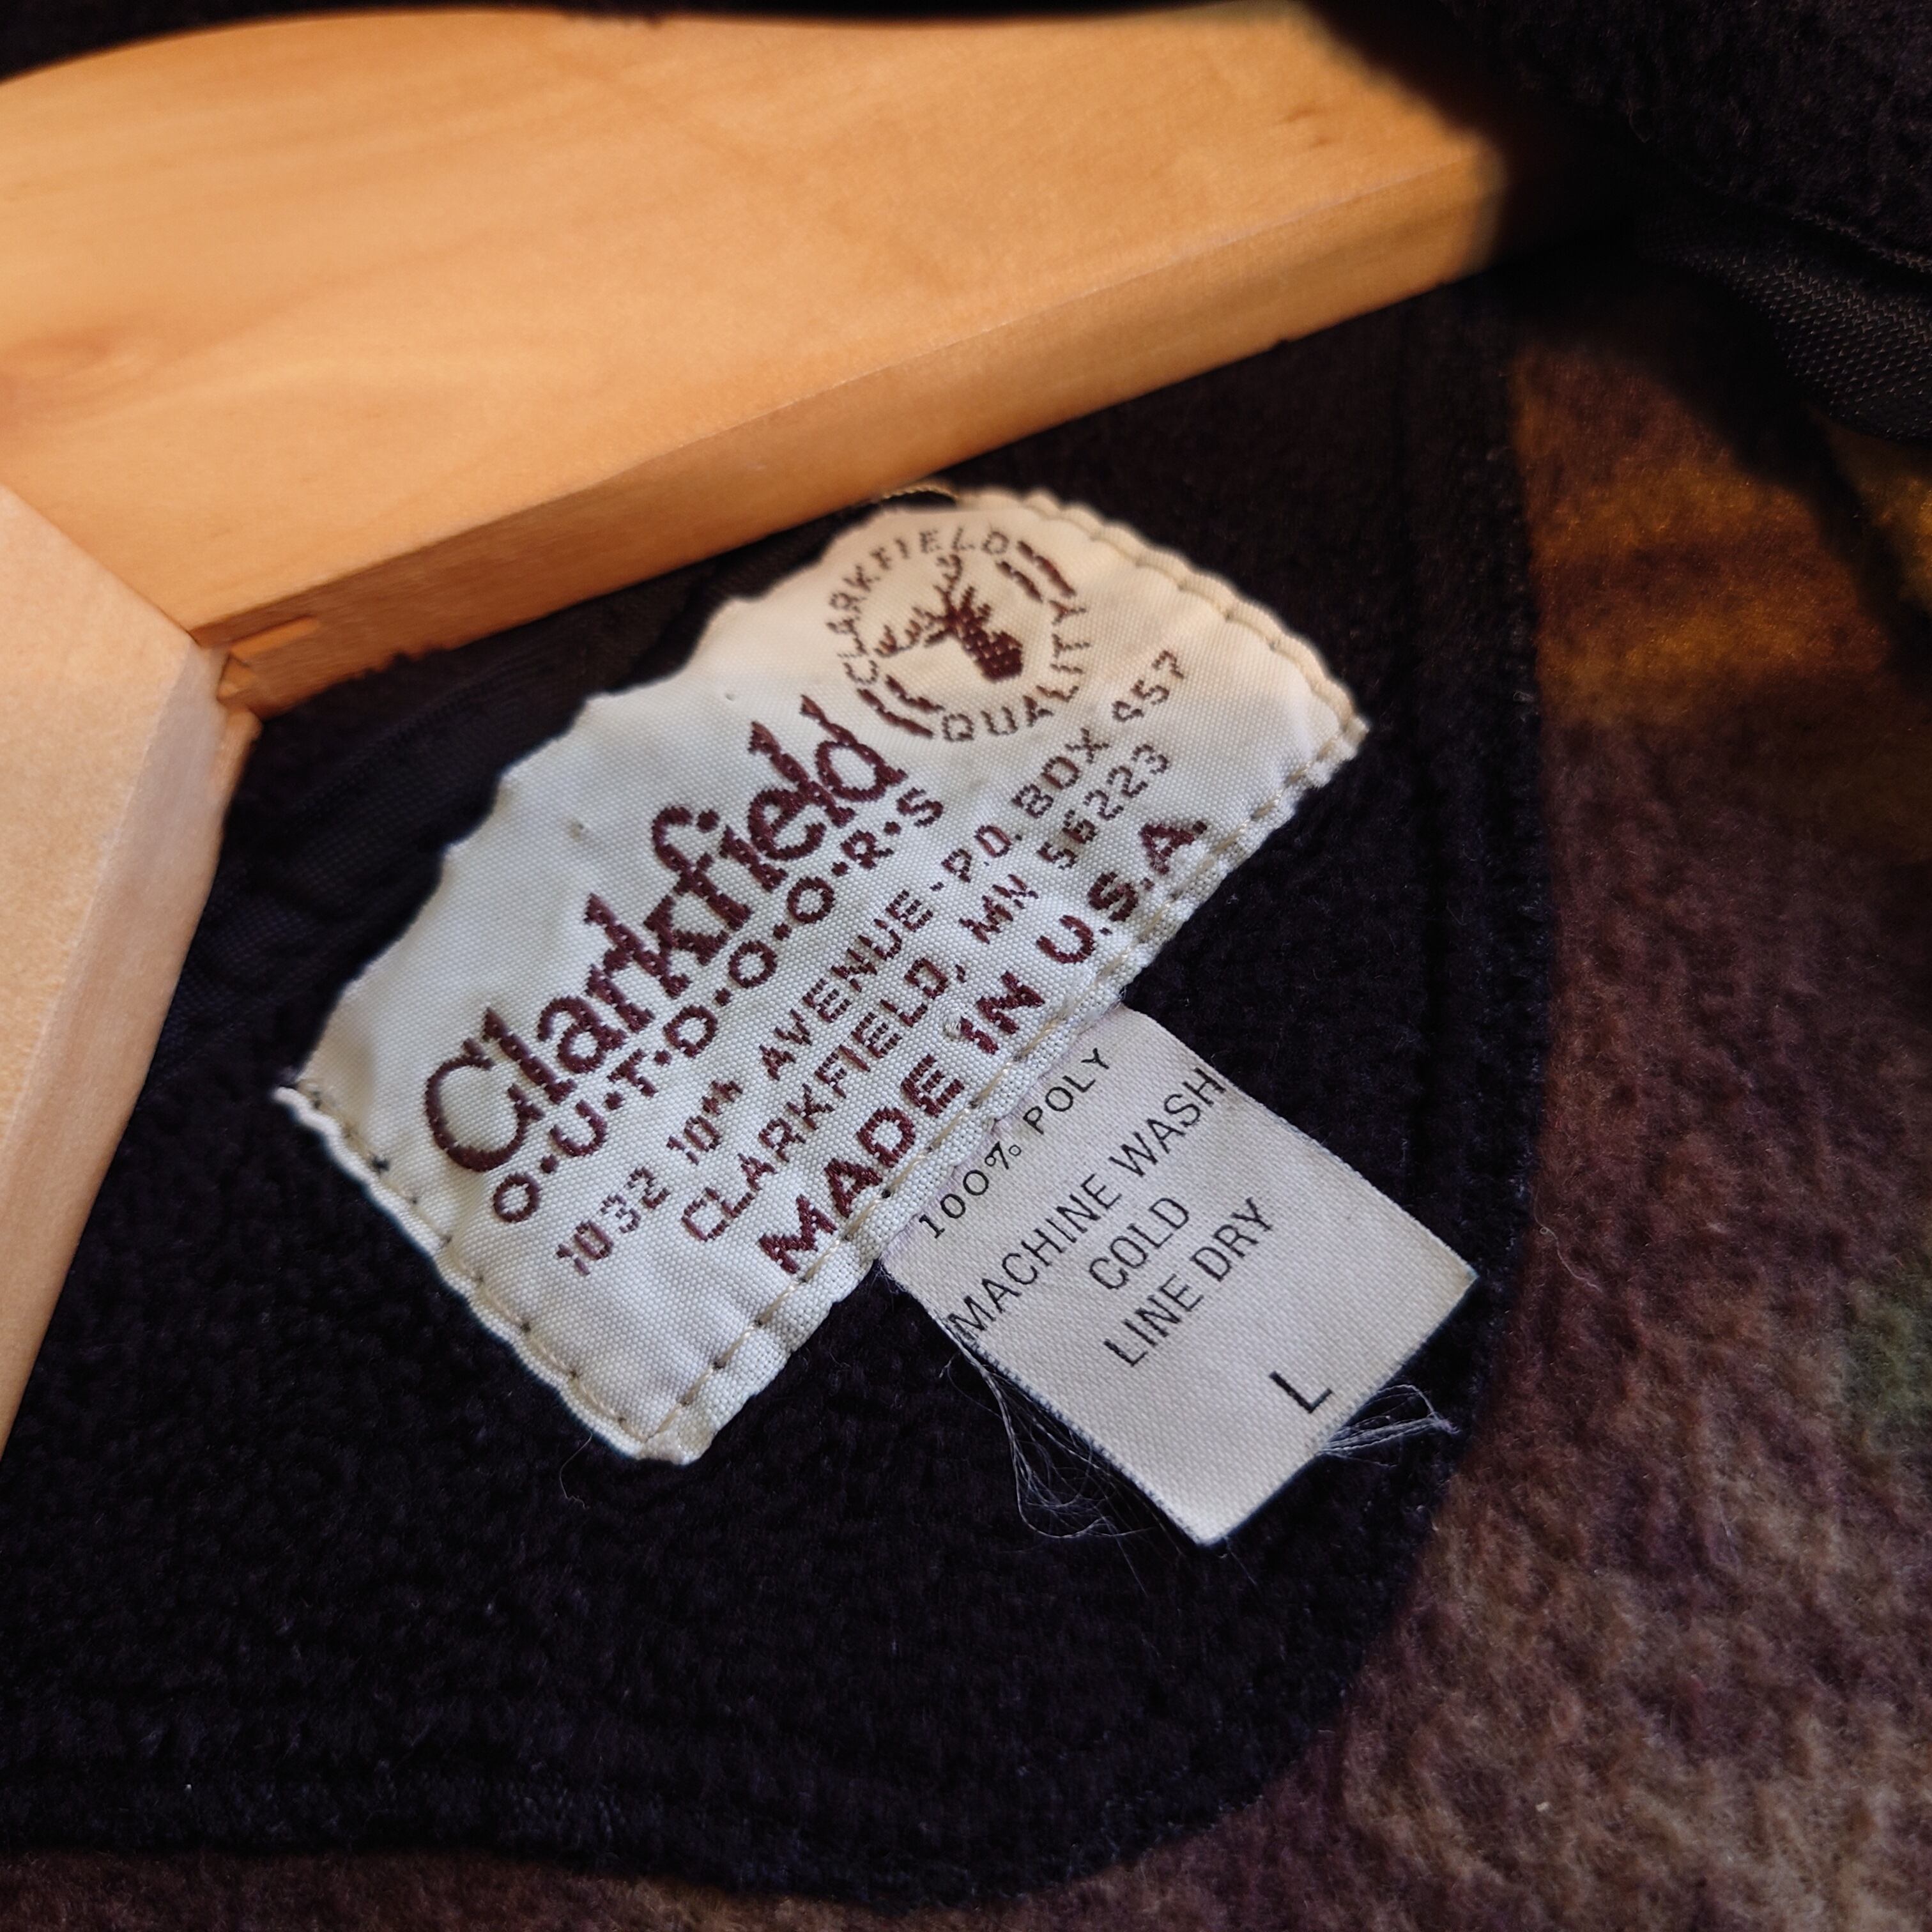 CLARKFIELD
QUALITY
Clarkfield
O·U·T·D·O·O·R·S
1032 10th AVENUE-P.O. BOX 457
CLARKFIELD, MN 56223
MADE IN U.S.A.
100% POLY
MACHINE WASH
COLD
LINE DRY
L